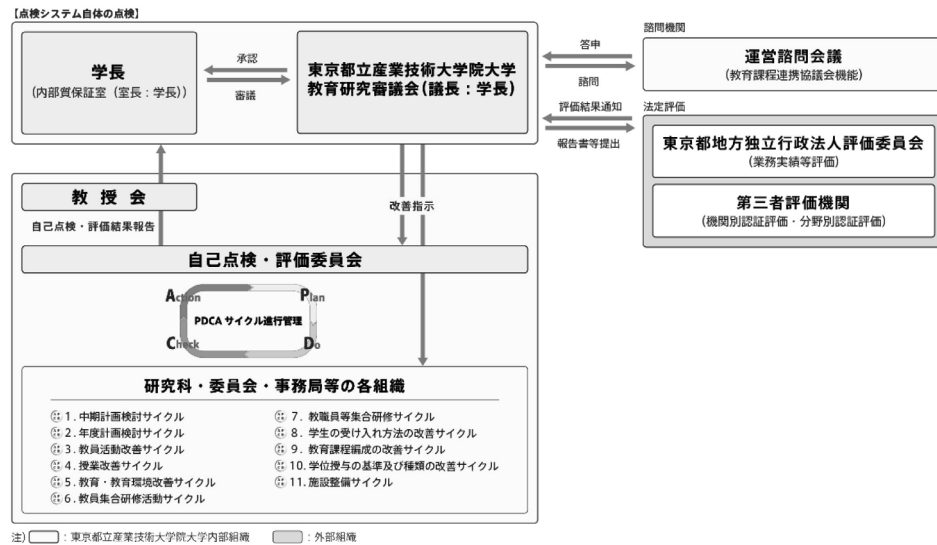 【点検システム自体の点検】
学長
(内部質保証室(室長:学長))
承認
審議
東京都立産業技術大学院大学
教育研究審議会(議長:学長)
答申
諮問
諮問機関
運営諮問会議
(教育課程連携協議会機能)
評価結果通知
報告書等提出
法定評価
東京都地方独立行政法人評価委員会
(業務実績等評価)
第三者評価機関
(機関別認証評価・分野別認証評価)
教授会
自己点検・評価結果報告
改善指示
自己点検・評価委員会
Action
Plan
PDCAサイクル進行管理
Check
Do
研究科・委員会・事務局等の各組織
1.中期計画検討サイクル
2.年度計画検討サイクル
3.教員活動改善サイクル
4.授業改善サイクル
5.教育・教育環境改善サイクル
6.教員集合研修活動サイクル
7.教職員等集合研修サイクル
8.学生の受け入れ方法の改善サイクル
9.教育課程編成の改善サイクル
10.学位授与の基準及び種類の改善サイクル
11.施設整備サイクル
注) :東京都立産業技術大学院大学内部組織 :外部組織